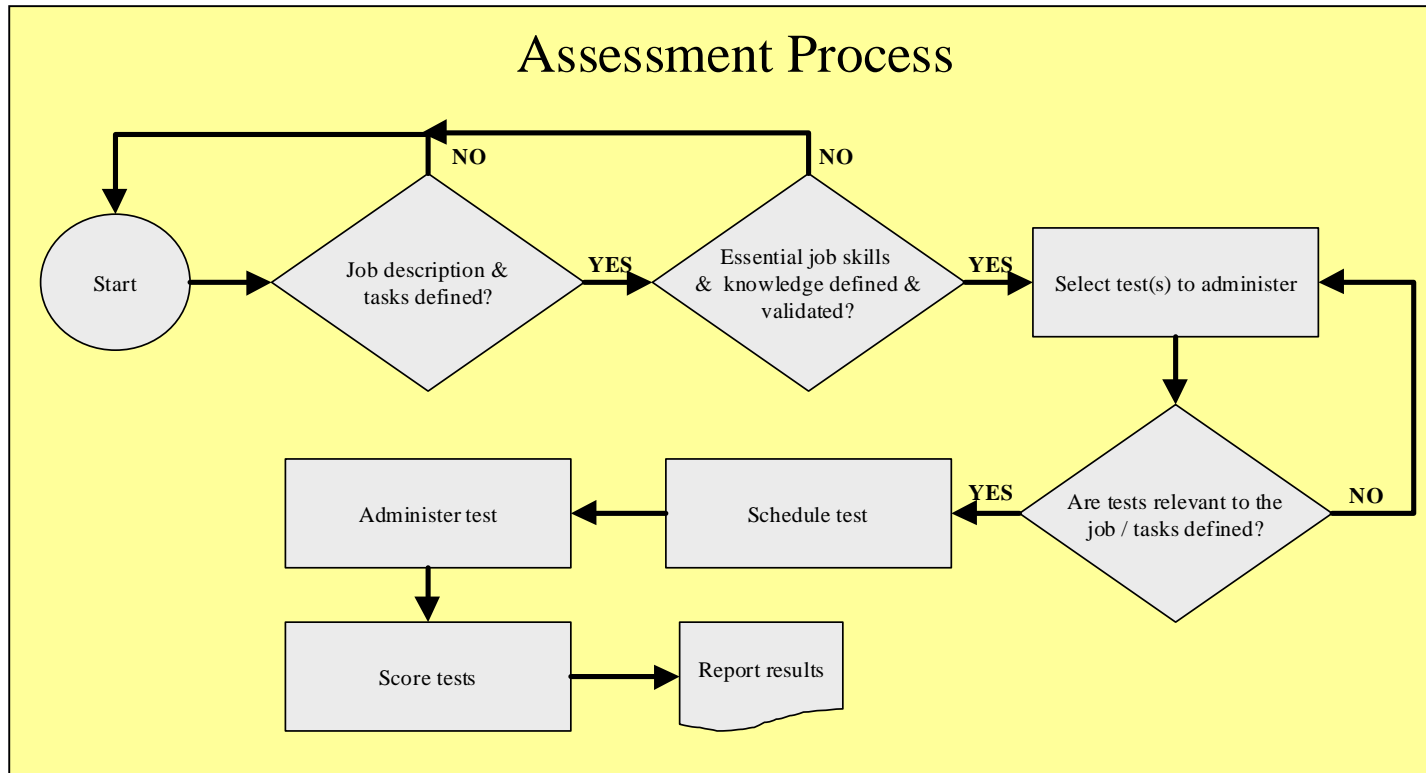 Assessment Process
NO
NO
Start
Job description &
tasks defined?
YES
Essential job skills
& knowledge defined &
validated?
YES
Select test(s) to administer
Administer test
Schedule test
YES
Are tests relevant to the
job / tasks defined?
NO
Score tests
Report results